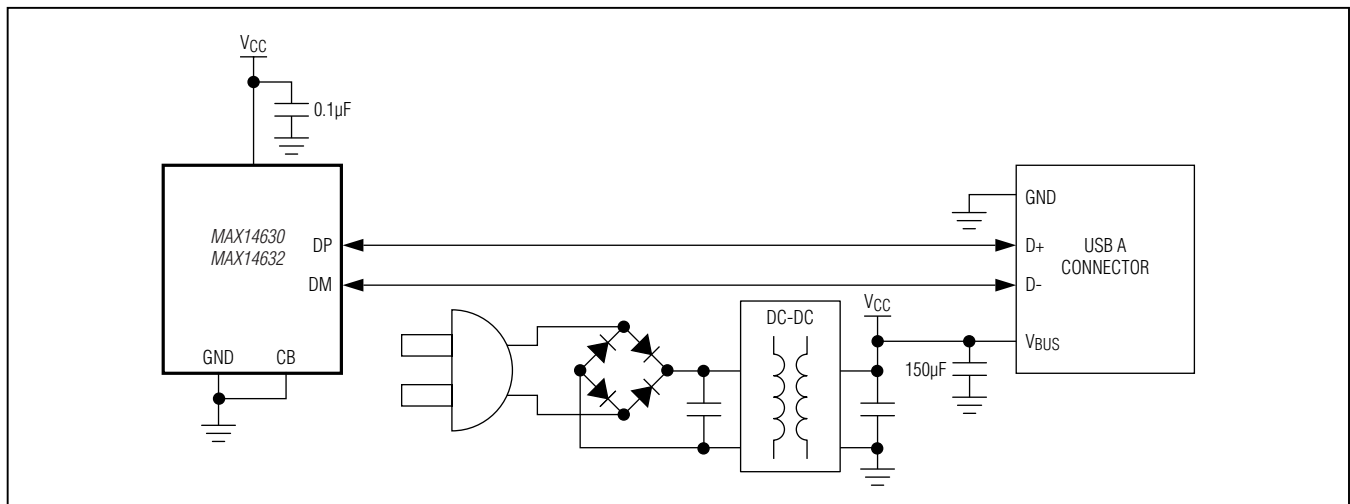 VCC
0.1µF
MAX14630
MAX14632
DP
DM
GND
CB
GND
D+
USB A
CONNECTOR
D-
VCC
DC-DC
VBUS
150µF